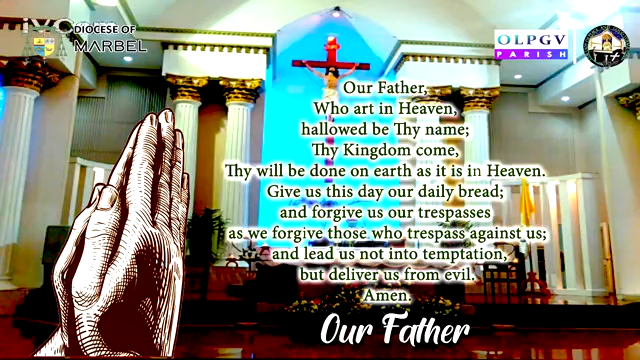 DIOCESE OF
MARBEL
OLPGV
PARISH
Our Father,
Who art in Heaven,
hallowed be Thy name;
Thy Kingdom come,
Thy will be done on earth as it is in Heaven.
Give us this day our daily bread;
and forgive us our trespasses
as we forgive those who trespass against us;
and lead us not into temptation,
but deliver us from evil.
Amen.
Our Father